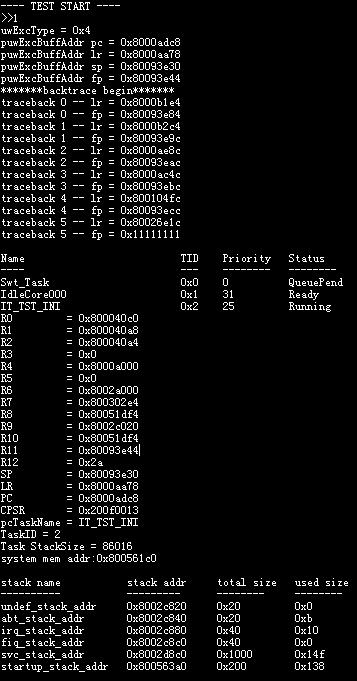 ---- TEST START ----
>>1
uwExcType = 0x4
puwExcBuffAddr pc = 0x8000adc8
puwExcBuffAddr lr = 0x8000aa78
puwExcBuffAddr sp = 0x80093e30
puwExcBuffAddr fp = 0x80093e44
*******backtrace begin*******
traceback 0 -- lr = 0x8000b1e4
traceback 0 -- fp = 0x80093e84
traceback 1 -- lr = 0x8000b2c4
traceback 1 -- fp = 0x80093e9c
traceback 2 -- lr = 0x8000ae8c
traceback 2 -- fp = 0x80093eac
traceback 3 -- lr = 0x8000ac4c
traceback 3 -- fp = 0x80093ebc
traceback 4 -- lr = 0x800104fc
traceback 4 -- fp = 0x80093ecc
traceback 5 -- lr = 0x80026e1c
traceback 5 -- fp = 0x11111111
Name TID Priority Status
---- --- -------- --------
Swt_Task 0x0 0 QueuePend
IdleCore000 0x1 31 Ready
IT_TST_INI 0x2 25 Running
R0 = 0x800040c0
R1 = 0x800040a8
R2 = 0x800040a4
R3 = 0x0
R4 = 0x8000a000
R5 = 0x0
R6 = 0x8002a000
R7 = 0x800302e4
R8 = 0x80051df4
R9 = 0x8002c020
R10 = 0x80051df4
R11 = 0x80093e44
R12 = 0x2a
SP = 0x80093e30
LR = 0x8000aa78
PC = 0x8000adc8
CPSR = 0x200f0013
pcTaskName = IT_TST_INI
TaskID = 2
Task StackSize = 86016
system mem addr:0x800561c0
stack name stack addr total size used size
---------- --------- -------- --------
undef_stack_addr 0x8002c820 0x20 0x0
abt_stack_addr 0x8002c840 0x20 0xb
irq_stack_addr 0x8002c880 0x40 0x10
fiq_stack_addr 0x8002c8c0 0x40 0x0
svc_stack_addr 0x8002d8c0 0x1000 0x14f
startup_stack_addr 0x800563a0 0x200 0x138